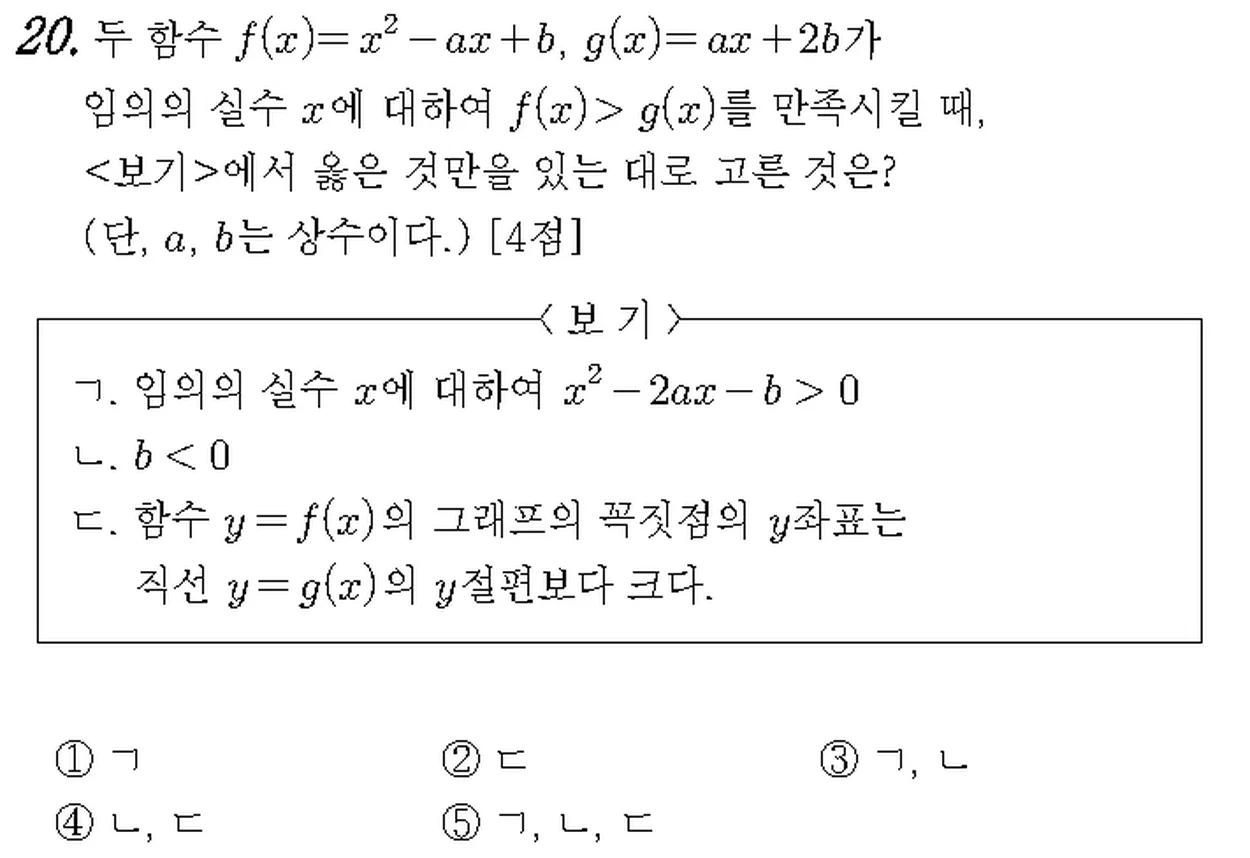 20. 두 함수 f(x)=x²−ax+b, g(x)=ax+2b가
임의의 실수 x에 대하여 f(x)>g(x)를 만족시킬 때,
<보기>에서 옳은 것만을 있는 대로 고른 것은?
(단, a, b는 상수이다.) [4점]
〈보 기〉
ㄱ. 임의의 실수 x에 대하여 x²−2ax−b>0
ㄴ. b<0
ㄷ. 함수 y=f(x)의 그래프의 꼭짓점의 y좌표는
직선 y=g(x)의 y절편보다 크다.
① ㄱ ② ㄷ ③ ㄱ, ㄴ
④ ㄴ, ㄷ ⑤ ㄱ, ㄴ, ㄷ